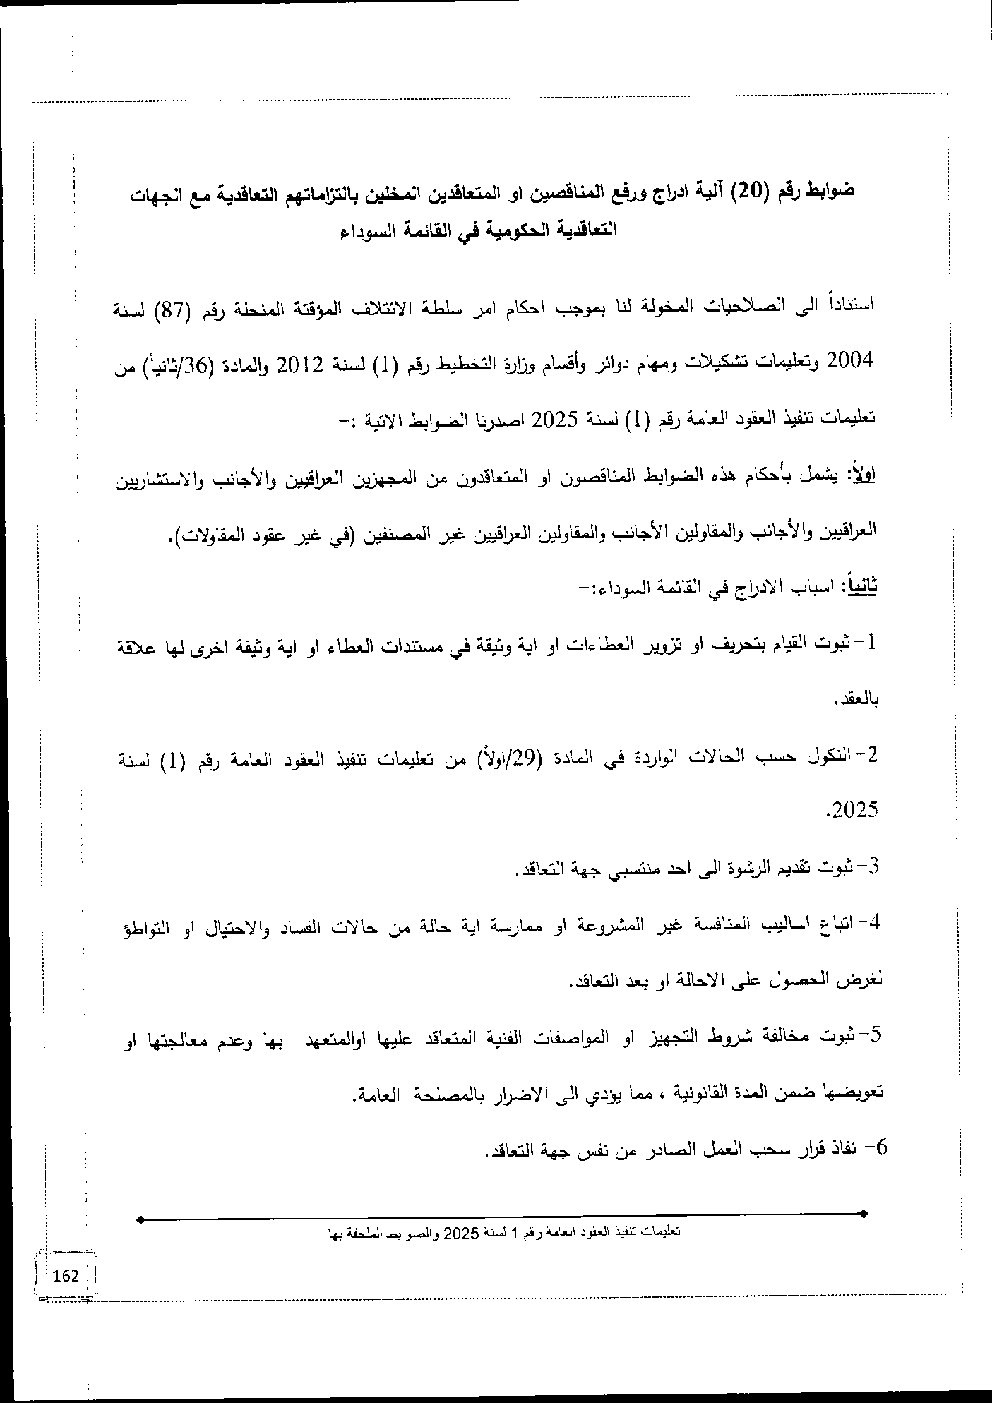 ضوابط رقم (20) آلية ادراج ورفع المناقصين او المتعاقدين المخلين بالتزاماتهم التعاقدية مع الجهات
التعاقدية الحكومية في القائمة السوداء
استناداً الى الصلاحيات المخولة لنا بموجب احكام امر سلطة الائتلاف المؤقتة المنحلة رقم (87) لسنة
2004 وتعليمات تشكيلات ومهام دوائر وأقسام وزارة التخطيط رقم (1) لسنة 2012 والمادة (36/ثانياً) من
تعليمات تنفيذ العقود العامة رقم (1) لسنة 2025 اصدرنا الضوابط الاتية :-
اولاً: يشمل بأحكام هذه الضوابط المناقصون او المتعاقدون من المجهزين العراقيين والأجانب والاستشاريين
العراقيين والأجانب والمقاولين الأجانب والمقاولين العراقيين غير المصنفين (في غير عقود المقاولات).
ثانياً: اسباب الادراج في القائمة السوداء:-
1- ثبوت القيام بتحريف او تزوير العطاءات او اية وثيقة في مستندات العطاء او اية وثيقة اخرى لها علاقة
بالعقد.
2- النكول حسب الحالات الواردة في المادة (29/اولاً) من تعليمات تنفيذ العقود العامة رقم (1) لسنة
2025.
3- ثبوت تقديم الرشوة الى احد منتسبي جهة التعاقد.
4- اتباع اساليب المنافسة غير المشروعة او ممارسة اية حالة من حالات الفساد والاحتيال او التواطؤ
لغرض الحصول على الاحالة او بعد التعاقد.
5- ثبوت مخالفة شروط التجهيز او المواصفات الفنية المتعاقد عليها اوالمتعهد بها وعدم معالجتها او
تعويضها ضمن المدة القانونية ، مما يؤدي الى الاضرار بالمصلحة العامة.
6- نفاذ قرار سحب العمل الصادر من نفس جهة التعاقد.
تعليمات تنفيذ العقود العامة رقم 1 لسنة 2025 والضوابط الملحقة بها
162